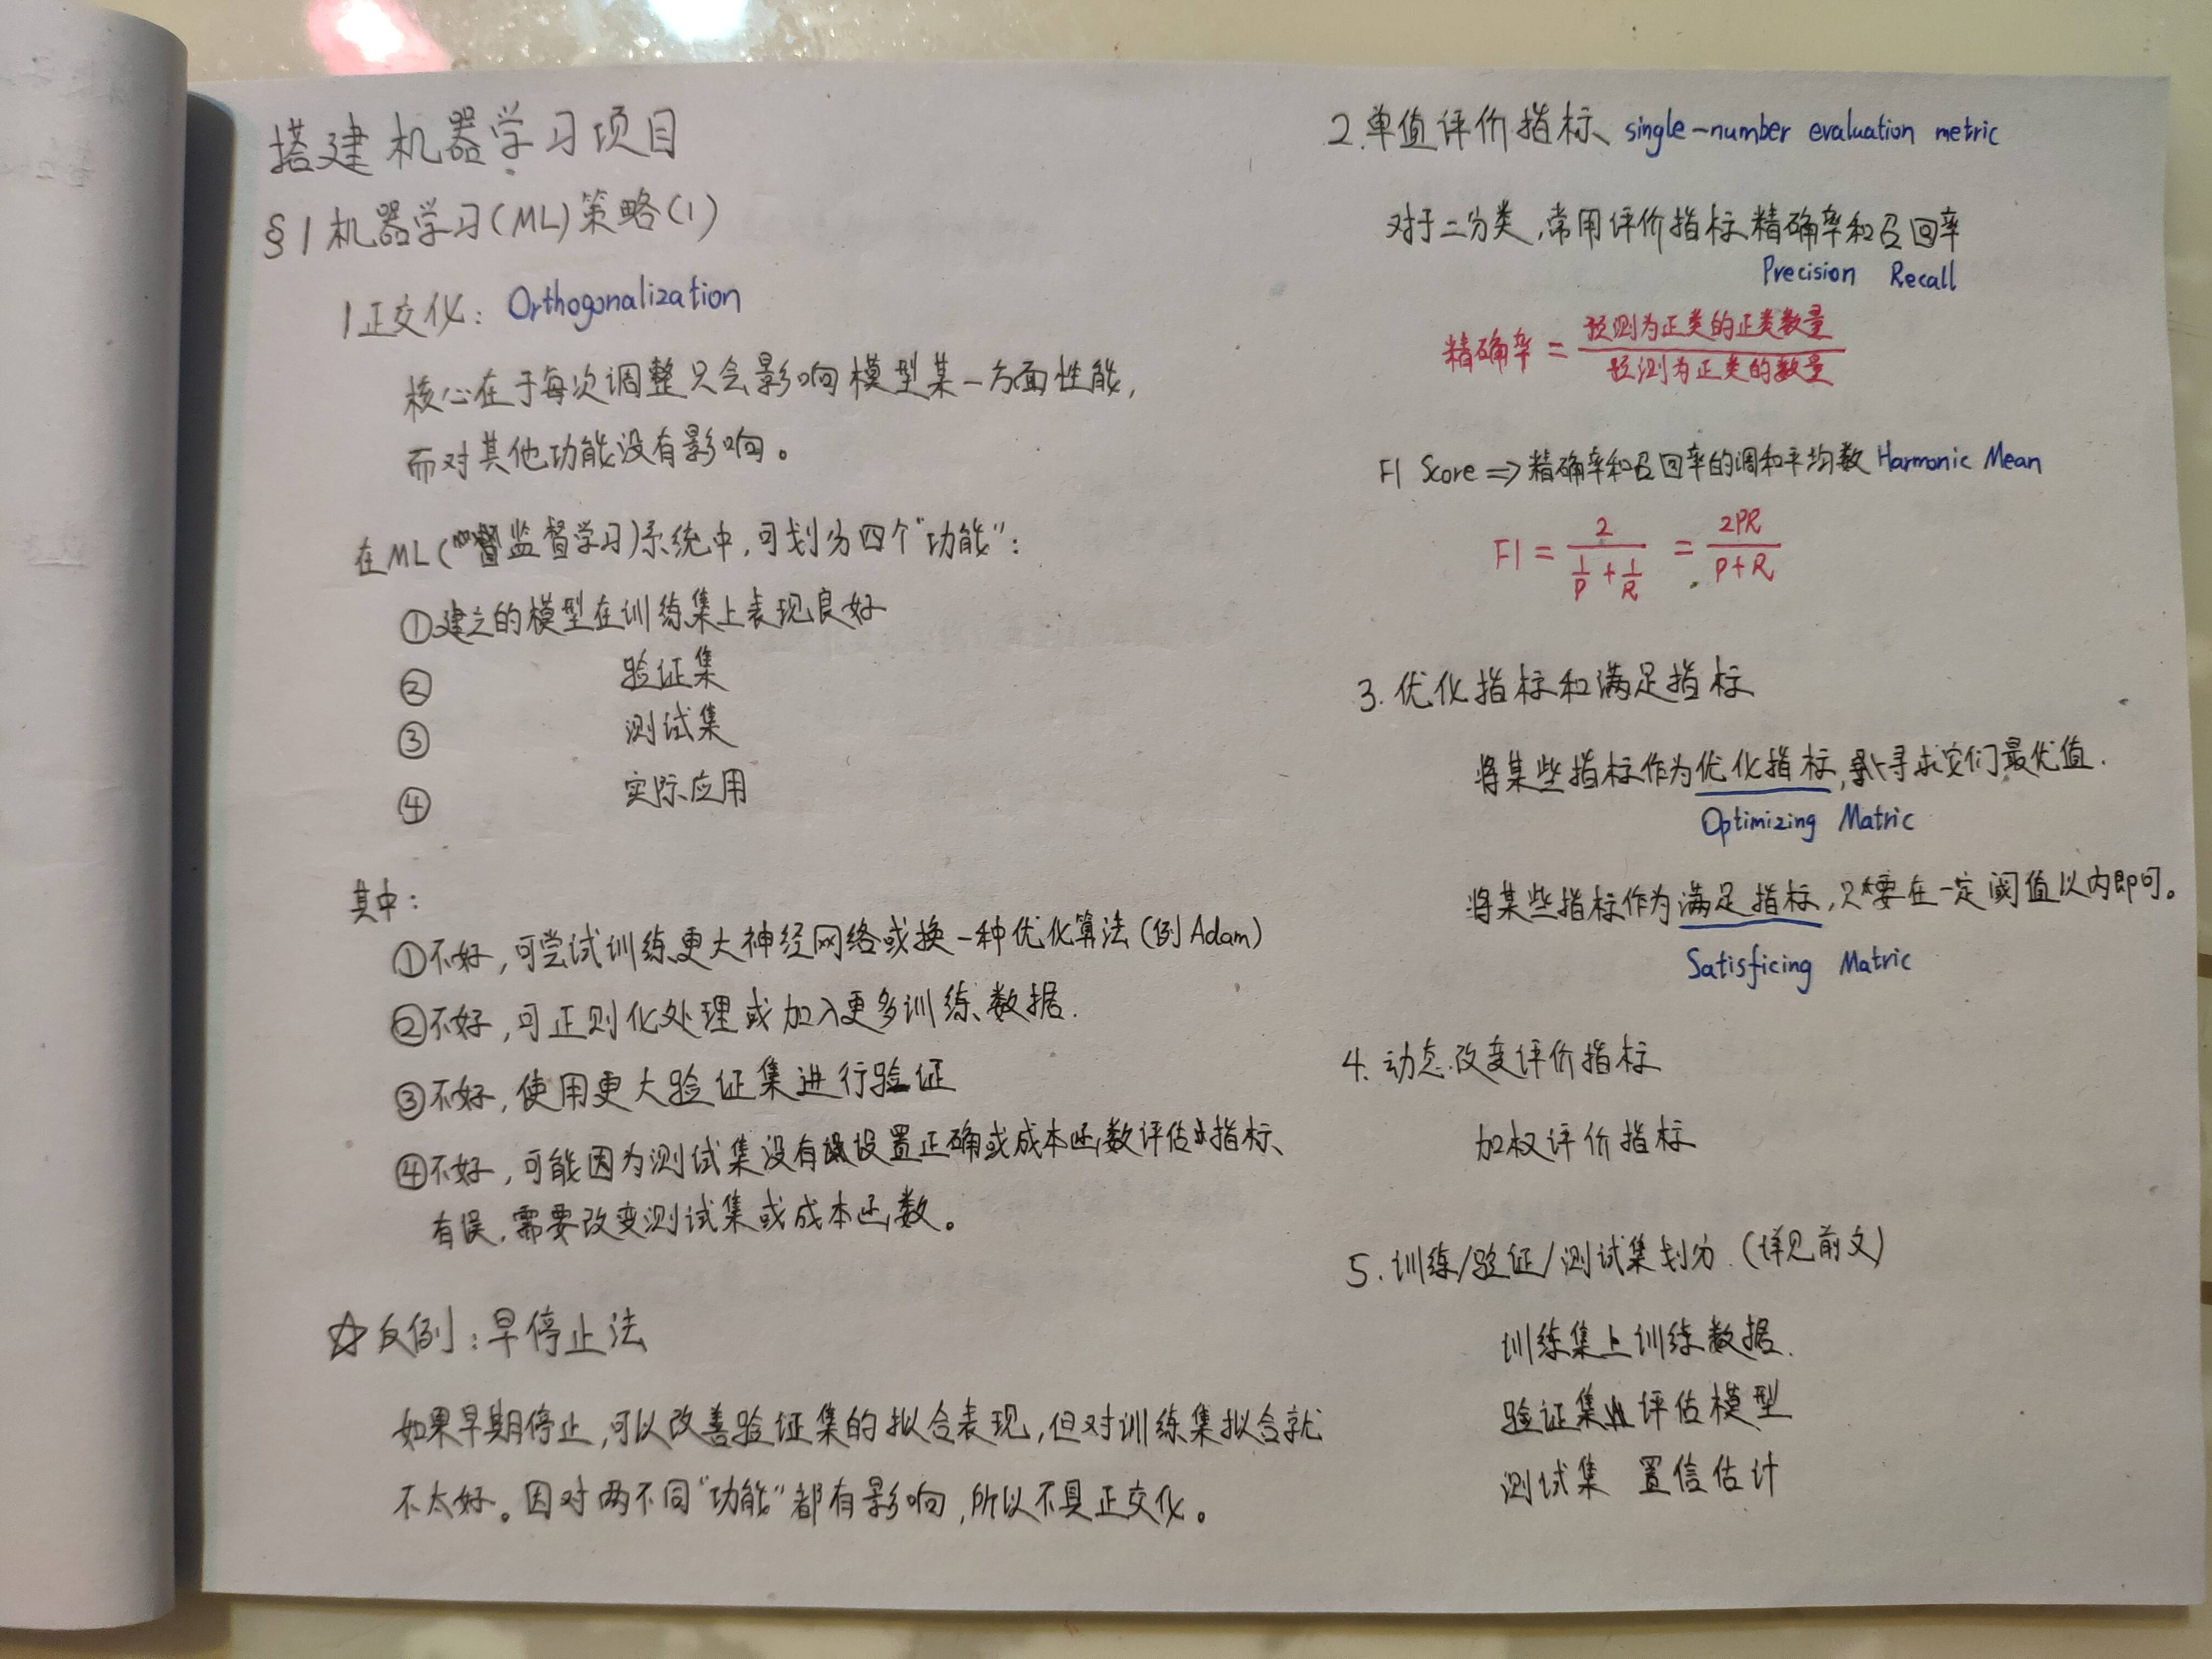 搭建机器学习项目
§1 机器学习(ML)策略(1)
1 正交化: Orthogonalization
核心在于每次调整只会影响模型某一方面性能,
而对其他功能没有影响。
在ML(监督学习)系统中,可划为四个"功能":
①建立的模型在训练集上表现良好
② 验证集
③ 测试集
④ 实际应用
其中:
①不好,可尝试训练更大神经网络或换一种优化算法(例Adam)
②不好,可正则化处理或加入更多训练数据.
③不好,使用更大验证集进行验证
④不好,可能因为测试集没有设置正确或成本函数评估指标
有误,需要改变测试集或成本函数。
☆反例:早停止法
如果早期停止,可以改善验证集的拟合表现,但对训练集拟合就
不太好。因对两不同"功能"都有影响,所以不具正交化。
2.单值评价指标 single-number evaluation metric
对于二分类,常用评价指标精确率和召回率
Precision Recall
精确率 = 预测为正类的正类数量 / 预测为正类的数量
F1 Score ⇒ 精确率和召回率的调和平均数 Harmonic Mean
F1 = 2 / (1/P + 1/R) = 2PR / (P+R)
3. 优化指标和满足指标
将某些指标作为优化指标,寻求它们最优值.
Optimizing Matric
将某些指标作为满足指标,只要在一定阈值以内即可。
Satisficing Matric
4. 动态改变评价指标
加权评价指标
5. 训练/验证/测试集划分.(详见前文)
训练集上训练数据.
验证集 评估模型
测试集 置信估计